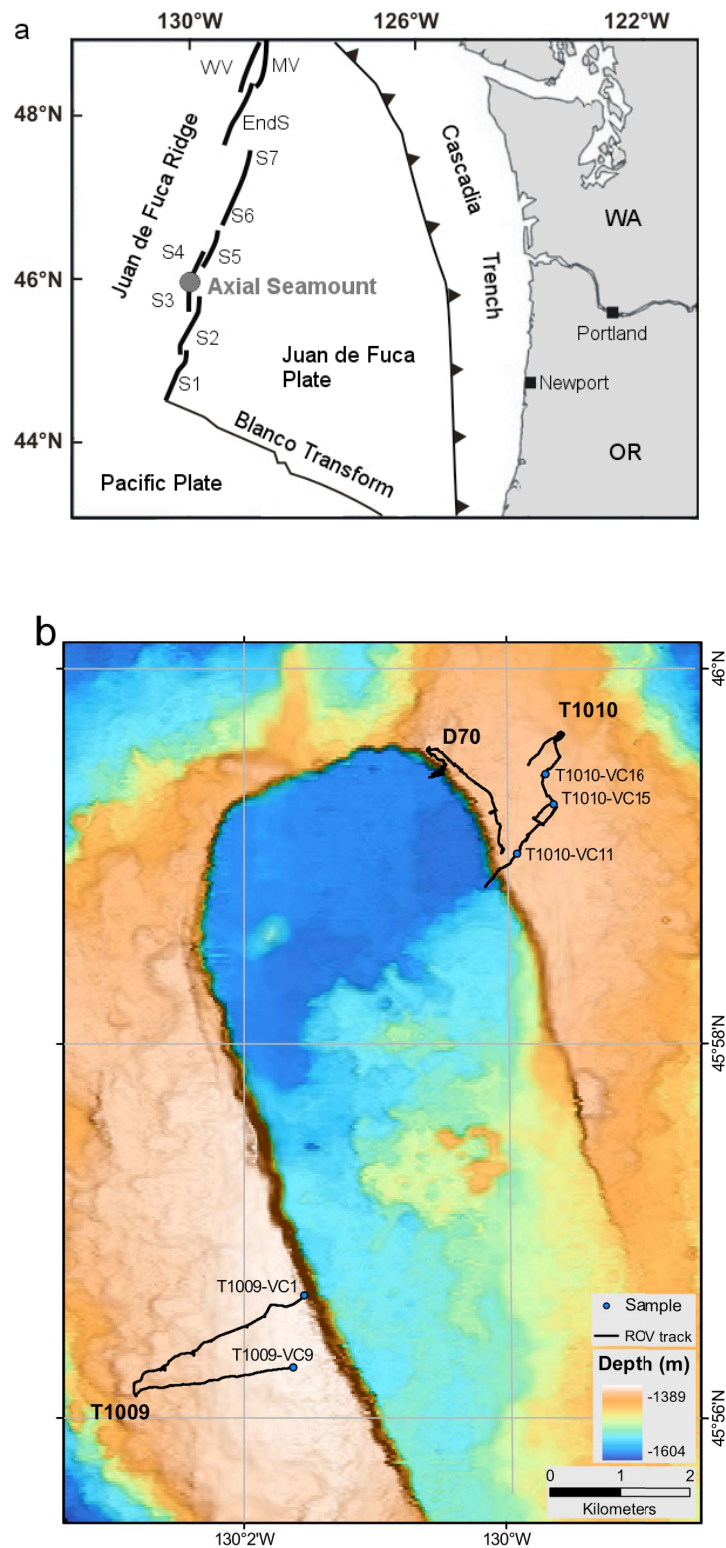 a
130°W
126°W
122°W
WV
MV
48°N
EndS
Cascadia
S7
Juan de Fuca Ridge
S6
WA
S4
S5
Trench
46°N
Axial Seamount
S3
Portland
S2
Juan de Fuca
Plate
S1
Newport
44°N
Blanco Transform
OR
Pacific Plate
b
46°N
T1010
D70
T1010-VC16
T1010-VC15
T1010-VC11
45°58'N
T1009-VC1
Sample
ROV track
T1009-VC9
Depth (m)
-1389
T1009
45°56'N
-1604
0 1 2
Kilometers
130°2'W
130°W